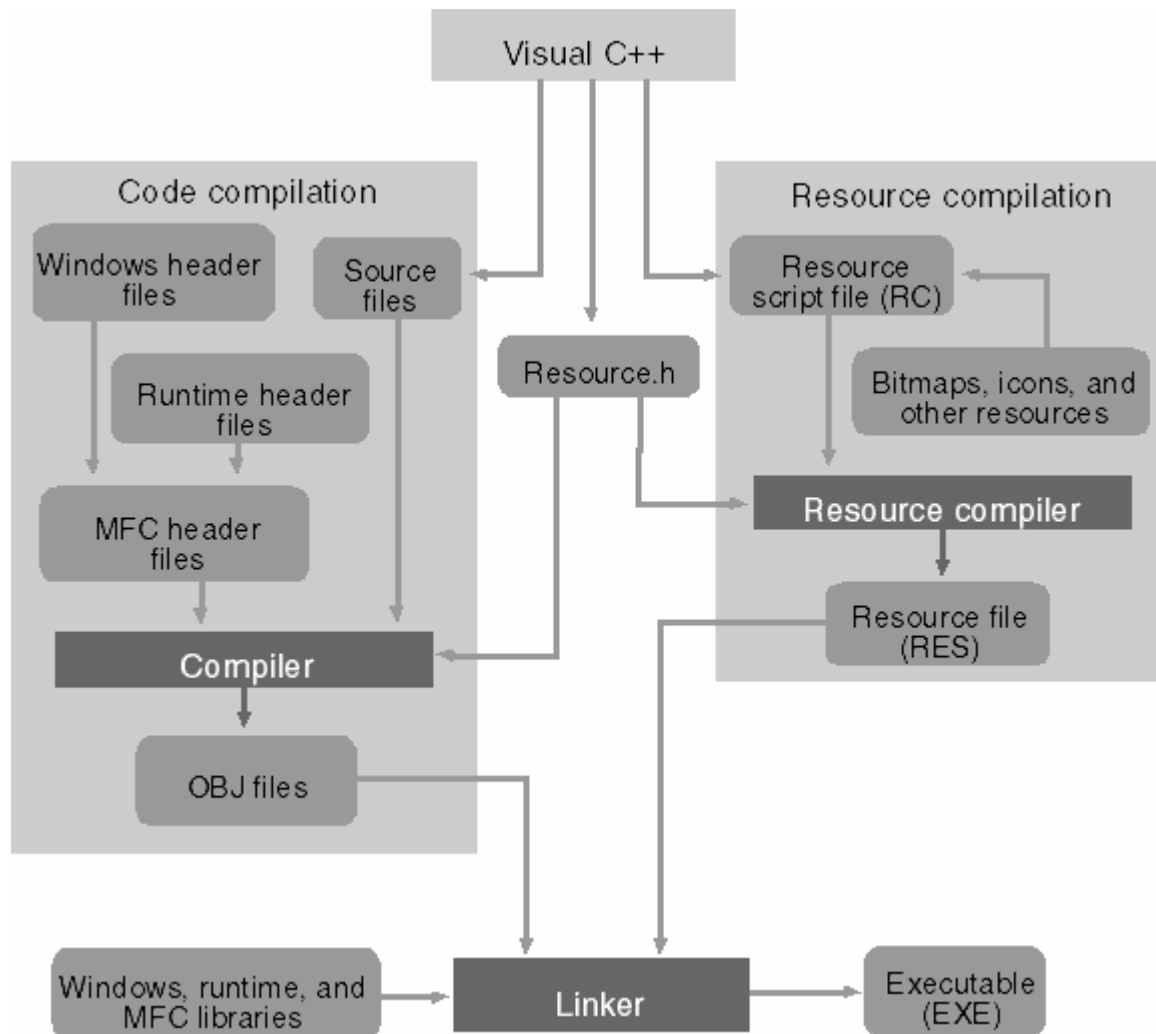 Visual C++
Code compilation
Windows header
files
Source
files
Runtime header
files
MFC header
files
Compiler
OBJ files
Resource.h
Resource compilation
Resource
script file (RC)
Bitmaps, icons, and
other resources
Resource compiler
Resource file
(RES)
Windows, runtime, and
MFC libraries
Linker
Executable
(EXE)